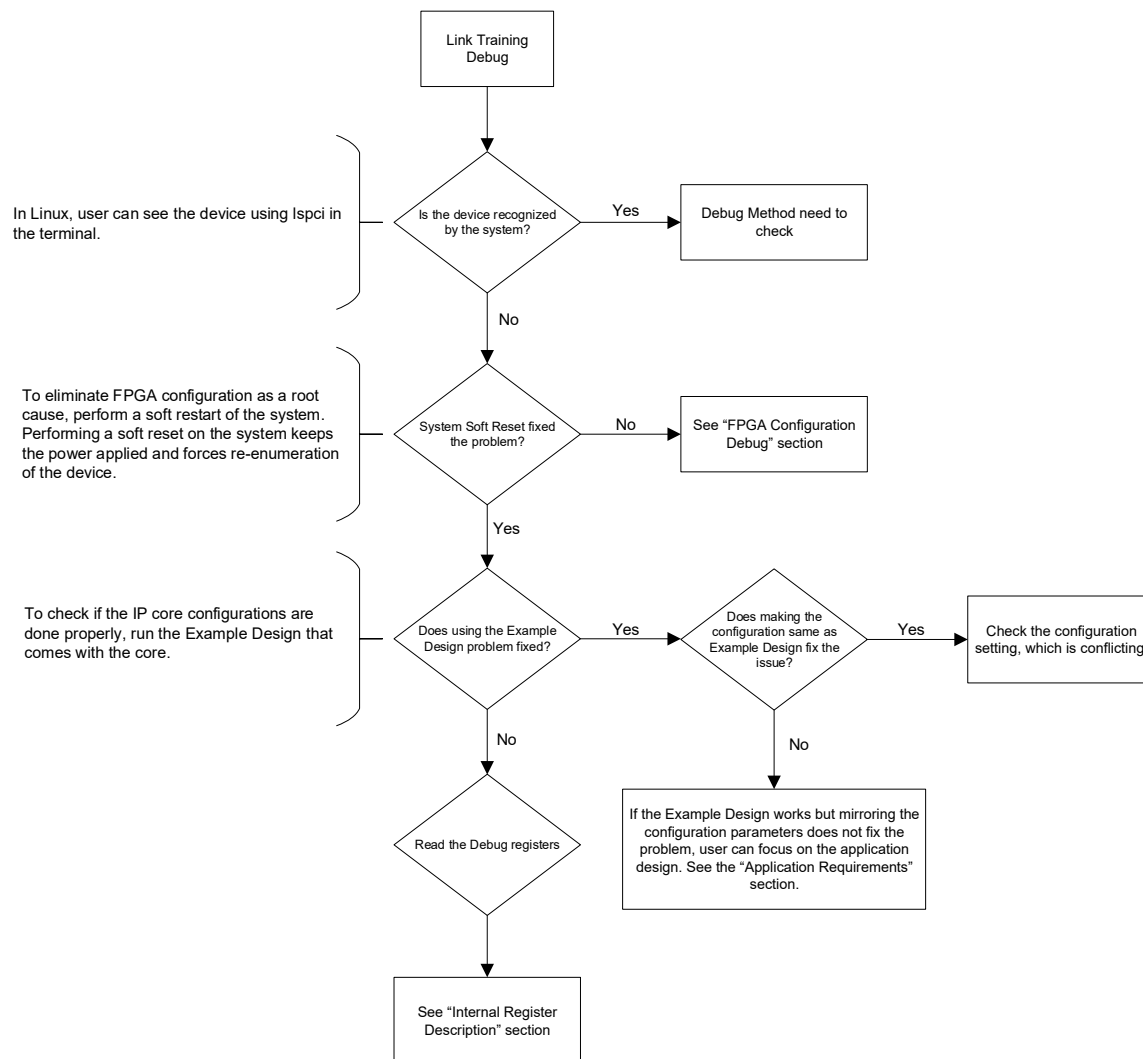 Link Training
Debug
In Linux, user can see the device using lspci in
the terminal.
Is the device recognized
by the system?
Yes
Debug Method need to
check
No
To eliminate FPGA configuration as a root
cause, perform a soft restart of the system.
Performing a soft reset on the system keeps
the power applied and forces re-enumeration
of the device.
System Soft Reset fixed
the problem?
No
See “FPGA Configuration
Debug” section
Yes
To check if the IP core configurations are
done properly, run the Example Design that
comes with the core.
Does using the Example
Design problem fixed?
Yes
Does making the
configuration same as
Example Design fix the
issue?
Yes
Check the configuration
setting, which is conflicting
No
No
If the Example Design works but mirroring the
configuration parameters does not fix the
problem, user can focus on the application
design. See the “Application Requirements”
section.
Read the Debug registers
See “Internal Register
Description” section